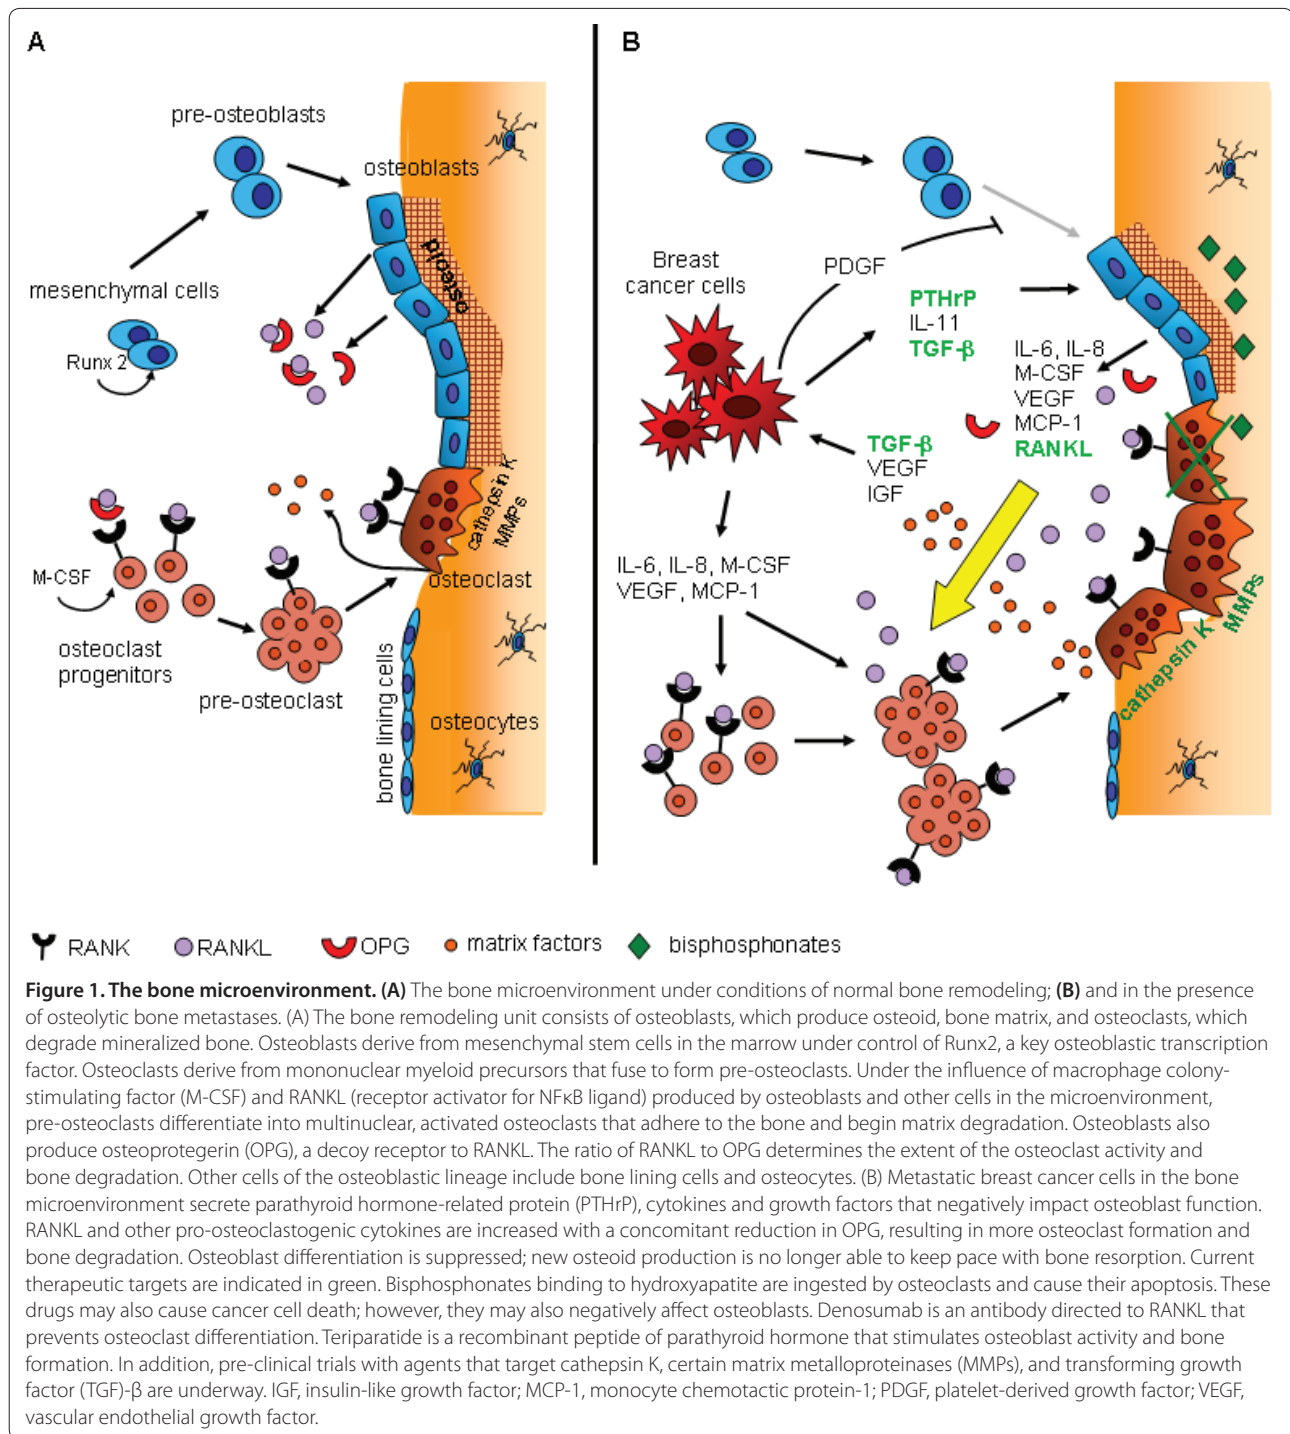 A
pre-osteoblasts
osteoblasts
osteoid
mesenchymal cells
Runx 2
cathepsin K
MMPs
M-CSF
osteoclast
osteoclast
progenitors
pre-osteoclast
bone lining cells
osteocytes
B
Breast
cancer cells
PDGF
PTHrP
IL-11
TGF-β
IL-6, IL-8
M-CSF
VEGF
MCP-1
RANKL
TGF-β
VEGF
IGF
IL-6, IL-8, M-CSF
VEGF, MCP-1
cathepsin K
MMPs
RANK
RANKL
OPG
matrix factors
bisphosphonates
Figure 1. The bone microenvironment. (A) The bone microenvironment under conditions of normal bone remodeling; (B) and in the presence
of osteolytic bone metastases. (A) The bone remodeling unit consists of osteoblasts, which produce osteoid, bone matrix, and osteoclasts, which
degrade mineralized bone. Osteoblasts derive from mesenchymal stem cells in the marrow under control of Runx2, a key osteoblastic transcription
factor. Osteoclasts derive from mononuclear myeloid precursors that fuse to form pre-osteoclasts. Under the influence of macrophage colony-
stimulating factor (M-CSF) and RANKL (receptor activator for NFκB ligand) produced by osteoblasts and other cells in the microenvironment,
pre-osteoclasts differentiate into multinuclear, activated osteoclasts that adhere to the bone and begin matrix degradation. Osteoblasts also
produce osteoprotegerin (OPG), a decoy receptor to RANKL. The ratio of RANKL to OPG determines the extent of the osteoclast activity and
bone degradation. Other cells of the osteoblastic lineage include bone lining cells and osteocytes. (B) Metastatic breast cancer cells in the bone
microenvironment secrete parathyroid hormone-related protein (PTHrP), cytokines and growth factors that negatively impact osteoblast function.
RANKL and other pro-osteoclastogenic cytokines are increased with a concomitant reduction in OPG, resulting in more osteoclast formation and
bone degradation. Osteoblast differentiation is suppressed; new osteoid production is no longer able to keep pace with bone resorption. Current
therapeutic targets are indicated in green. Bisphosphonates binding to hydroxyapatite are ingested by osteoclasts and cause their apoptosis. These
drugs may also cause cancer cell death; however, they may also negatively affect osteoblasts. Denosumab is an antibody directed to RANKL that
prevents osteoclast differentiation. Teriparatide is a recombinant peptide of parathyroid hormone that stimulates osteoblast activity and bone
formation. In addition, pre-clinical trials with agents that target cathepsin K, certain matrix metalloproteinases (MMPs), and transforming growth
factor (TGF)-β are underway. IGF, insulin-like growth factor; MCP-1, monocyte chemotactic protein-1; PDGF, platelet-derived growth factor; VEGF,
vascular endothelial growth factor.